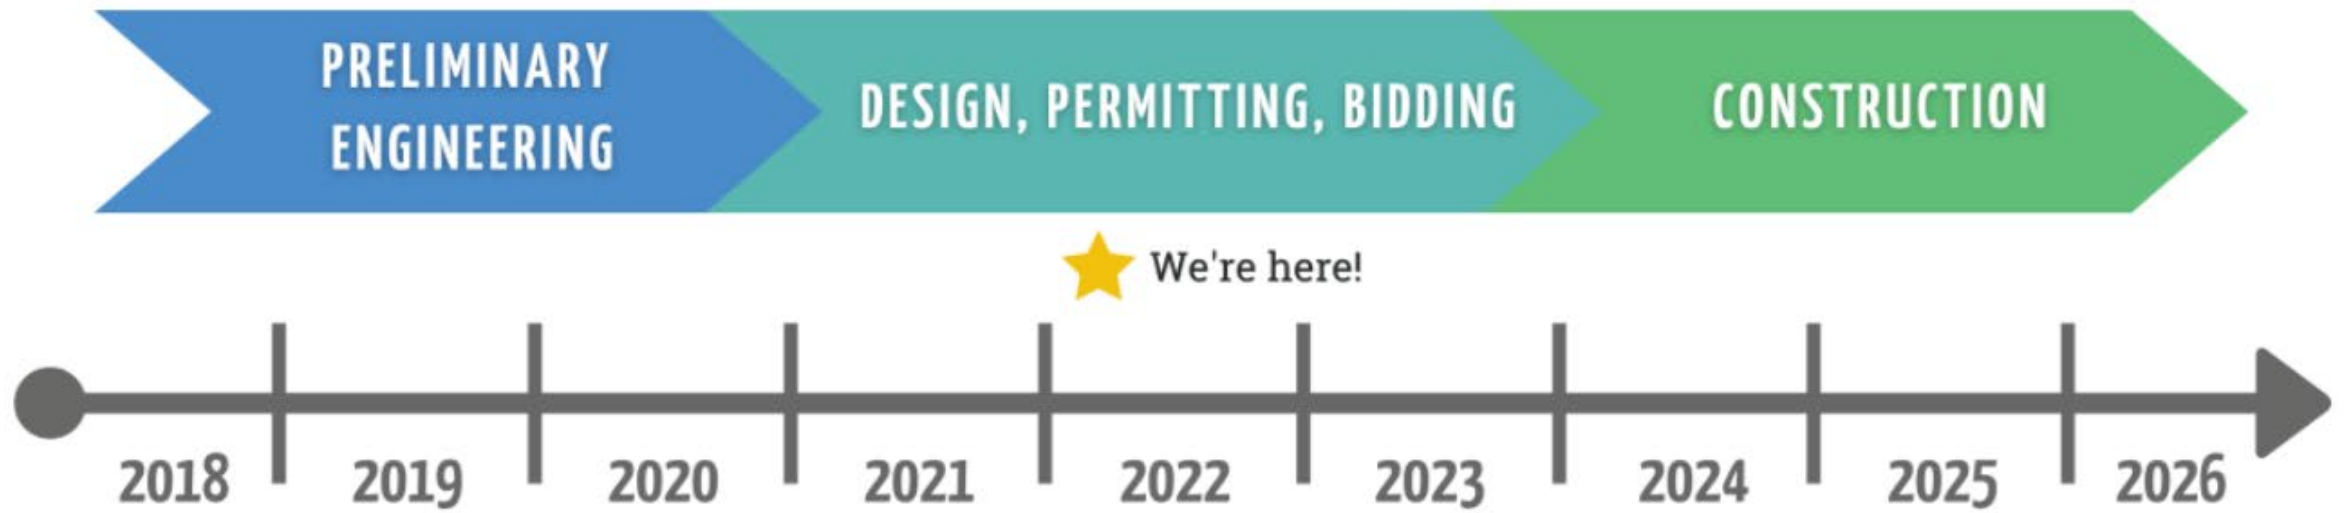 PRELIMINARY
ENGINEERING
DESIGN, PERMITTING, BIDDING
CONSTRUCTION
We're here!
2018
2019
2020
2021
2022
2023
2024
2025
2026